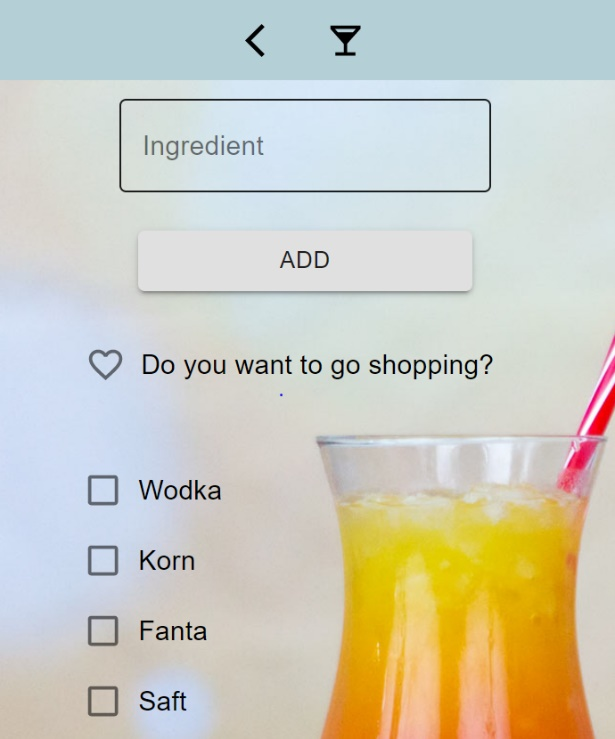 Ingredient
ADD
Do you want to go shopping?
Wodka
Korn
Fanta
Saft